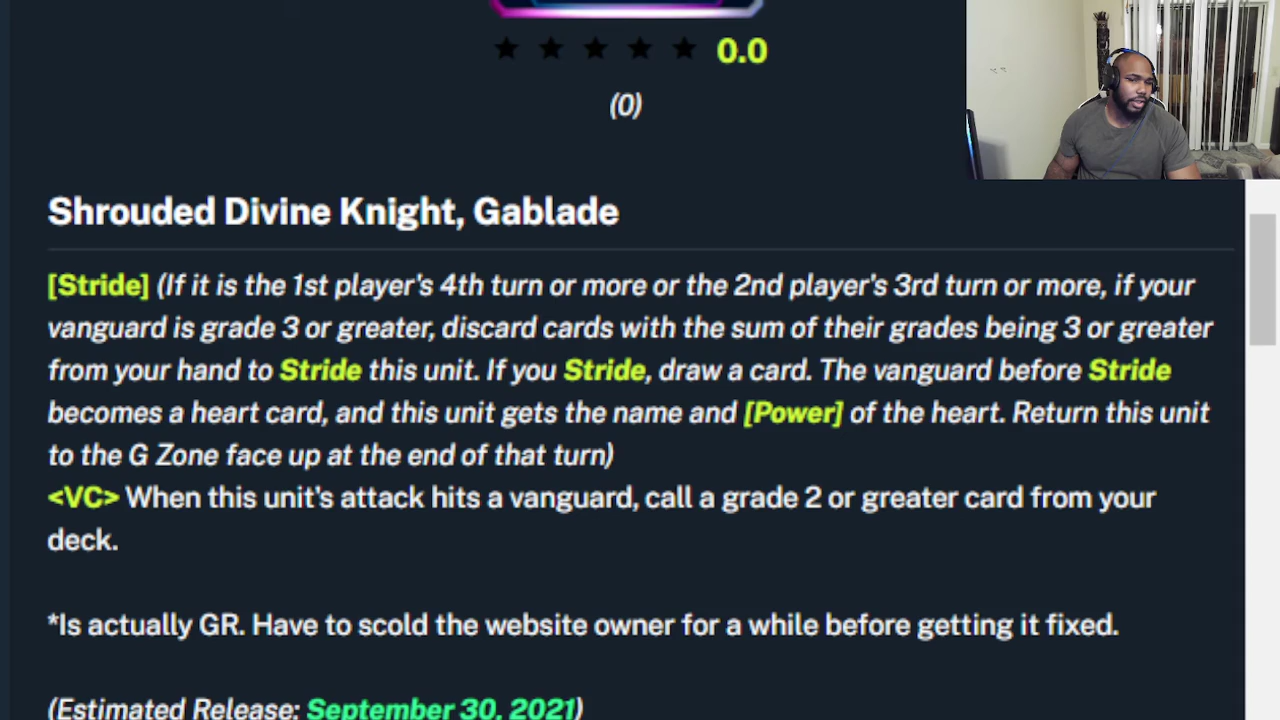 0.0
(0)
Shrouded Divine Knight, Gablade
[Stride] (If it is the 1st player's 4th turn or more or the 2nd player's 3rd turn or more, if your
vanguard is grade 3 or greater, discard cards with the sum of their grades being 3 or greater
from your hand to Stride this unit. If you Stride, draw a card. The vanguard before Stride
becomes a heart card, and this unit gets the name and [Power] of the heart. Return this unit
to the G Zone face up at the end of that turn)
<VC> When this unit's attack hits a vanguard, call a grade 2 or greater card from your
deck.
*Is actually GR. Have to scold the website owner for a while before getting it fixed.
(Estimated Release: September 30, 2021)